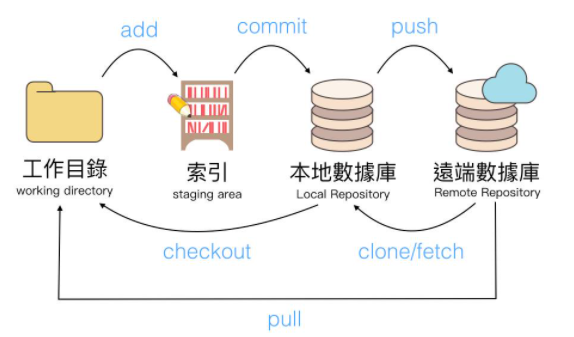 add
commit
push
工作目錄
working directory
索引
staging area
本地數據庫
Local Repository
遠端數據庫
Remote Repository
checkout
clone/fetch
pull